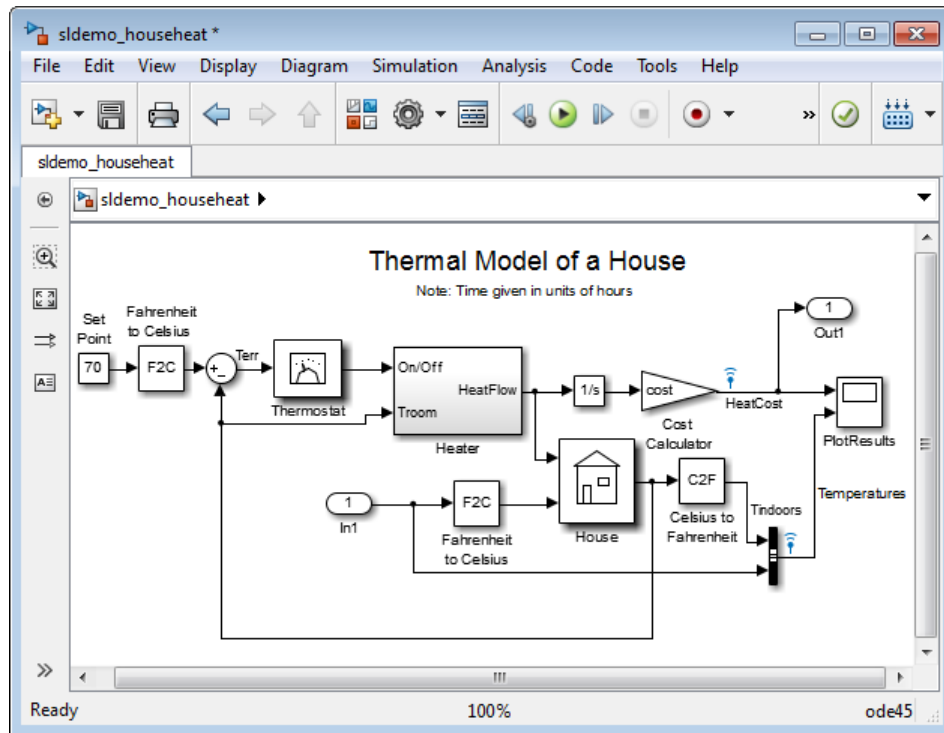 sldemo_househeat *
File Edit View Display Diagram Simulation Analysis Code Tools Help
»
sldemo_househeat
sldemo_househeat
Thermal Model of a House
Note: Time given in units of hours
Set
Point
70
Fahrenheit
to Celsius
F2C
+
_
Terr
Thermostat
On/Off
Troom
HeatFlow
Heater
1/s
cost
Cost
Calculator
HeatCost
1
Out1
PlotResults
1
In1
F2C
Fahrenheit
to Celsius
House
C2F
Celsius to
Fahrenheit
Tindoors
Temperatures
A
»
Ready 100% ode45